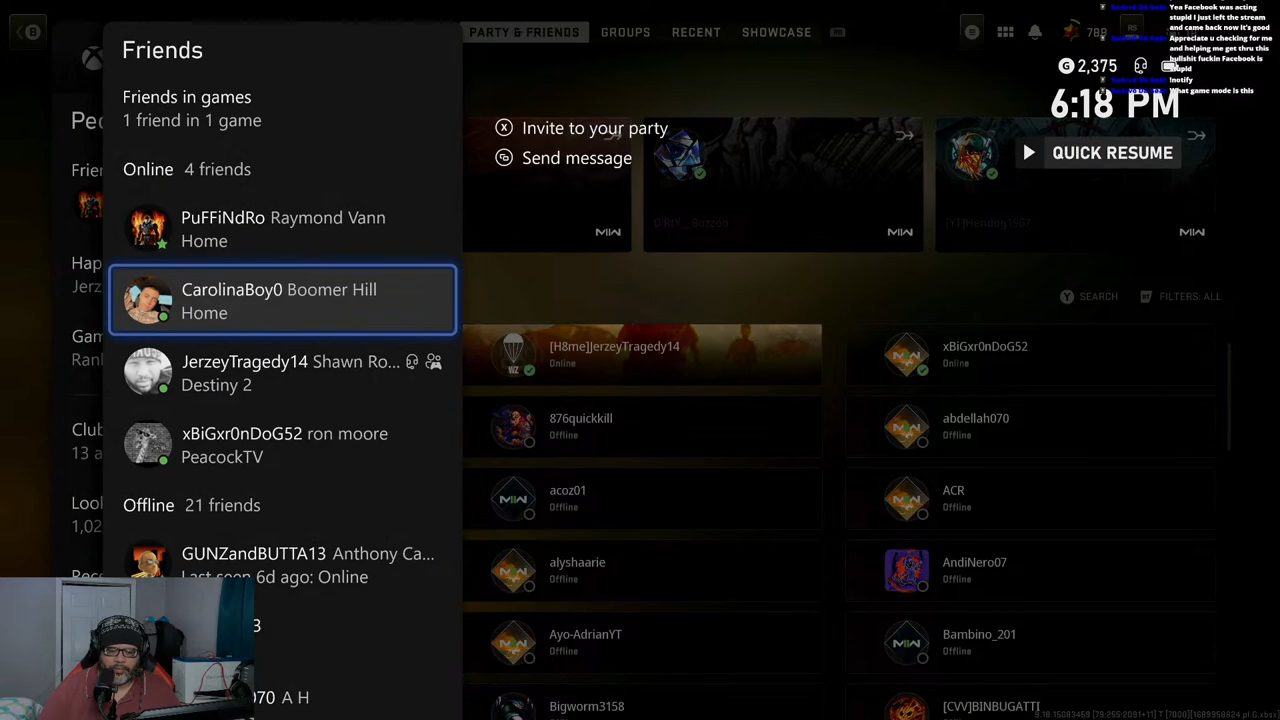 Friends
Friends in games
1 friend in 1 game
Online 4 friends
PuFFiNdRo Raymond Vann
Home
CarolinaBoy0 Boomer Hill
Home
JerzeyTragedy14 Shawn Ro...
Destiny 2
xBiGxr0nDoG52 ron moore
PeacockTV
Offline 21 friends
GUNZandBUTTA13 Anthony Ca...
Last seen 6d ago: Online
3
070 A H
Invite to your party
Send message
PARTY & FRIENDS
GROUPS
RECENT
SHOWCASE
789
2,375
6:18 PM
QUICK RESUME
Yea Facebook was acting
stupid I just left the stream
and came back now it's good
Appreciate u checking for me
and helping me get thru this
bullshit fuckin Facebook is
stupid
!notify
What game mode is this
[YT]Hendog1967
SEARCH
FILTERS: ALL
[H8me]JerzeyTragedy14
Online
xBiGxr0nDoG52
Online
876quickkill
Offline
abdellah070
Offline
acoz01
Offline
ACR
Offline
alyshaarie
Offline
AndiNero07
Offline
Ayo-AdrianYT
Offline
Bambino_201
Offline
Bigworm3158
[CVV]BINBUGATTI